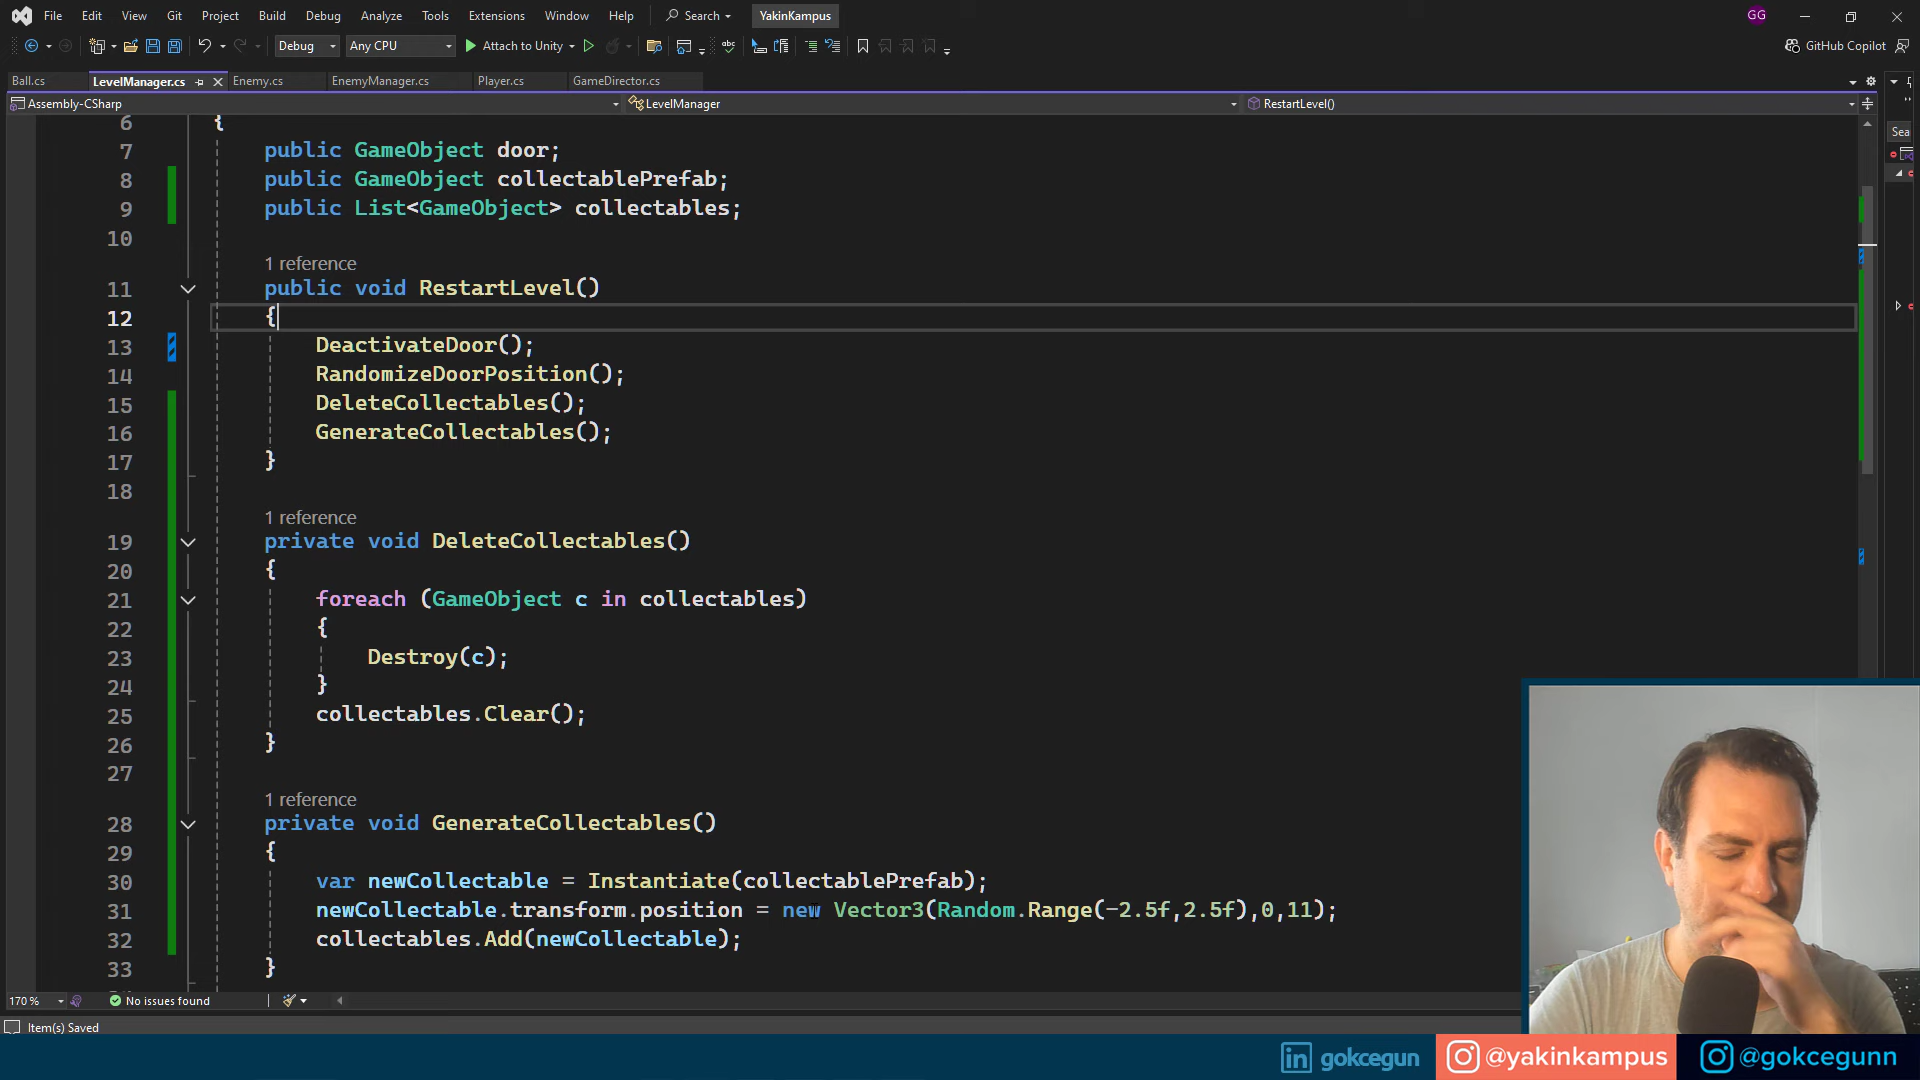 File Edit View Git Project Build Debug Analyze Tools Extensions Window Help Search YakinKampus GG
Debug Any CPU Attach to Unity GitHub Copilot
Ball.cs LevelManager.cs Enemy.cs EnemyManager.cs Player.cs GameDirector.cs
Assembly-CSharp LevelManager RestartLevel()
Sea
6 {
7 public GameObject door;
8 public GameObject collectablePrefab;
9 public List<GameObject> collectables;
10
1 reference
11 public void RestartLevel()
12 {
13 DeactivateDoor();
14 RandomizeDoorPosition();
15 DeleteCollectables();
16 GenerateCollectables();
17 }
18
1 reference
19 private void DeleteCollectables()
20 {
21 foreach (GameObject c in collectables)
22 {
23 Destroy(c);
24 }
25 collectables.Clear();
26 }
27
1 reference
28 private void GenerateCollectables()
29 {
30 var newCollectable = Instantiate(collectablePrefab);
31 newCollectable.transform.position = new Vector3(Random.Range(-2.5f,2.5f),0,11);
32 collectables.Add(newCollectable);
33 }
170 % No issues found
Item(s) Saved
in gokcegun @yakinkampus @gokcegunn